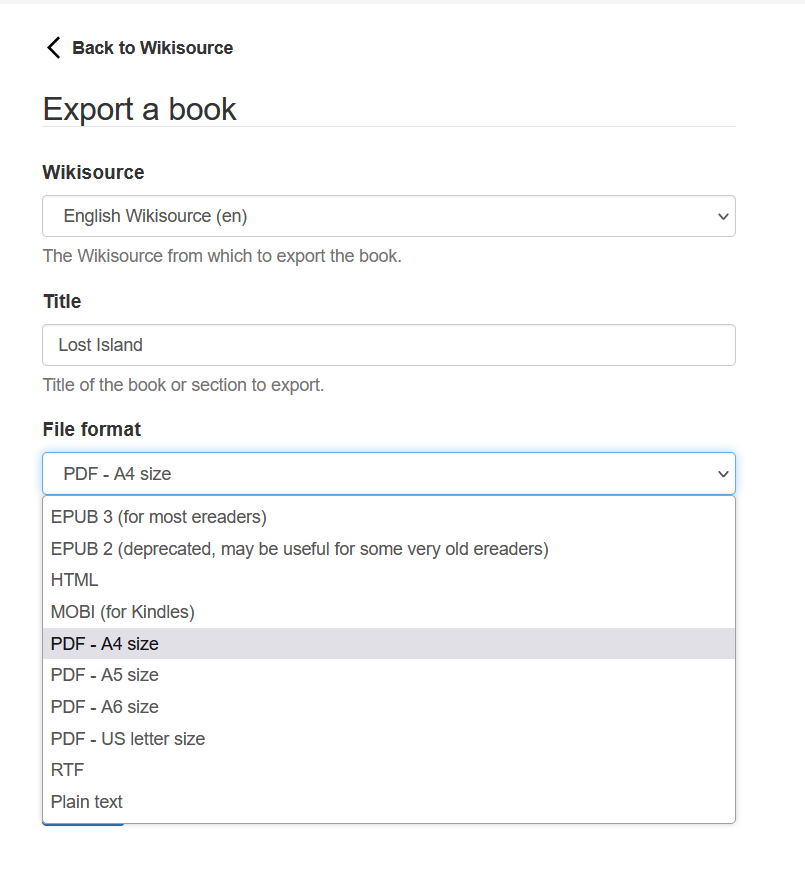 Back to Wikisource
Export a book
Wikisource
English Wikisource (en)
The Wikisource from which to export the book.
Title
Lost Island
Title of the book or section to export.
File format
PDF - A4 size
EPUB 3 (for most ereaders)
EPUB 2 (deprecated, may be useful for some very old ereaders)
HTML
MOBI (for Kindles)
PDF - A4 size
PDF - A5 size
PDF - A6 size
PDF - US letter size
RTF
Plain text